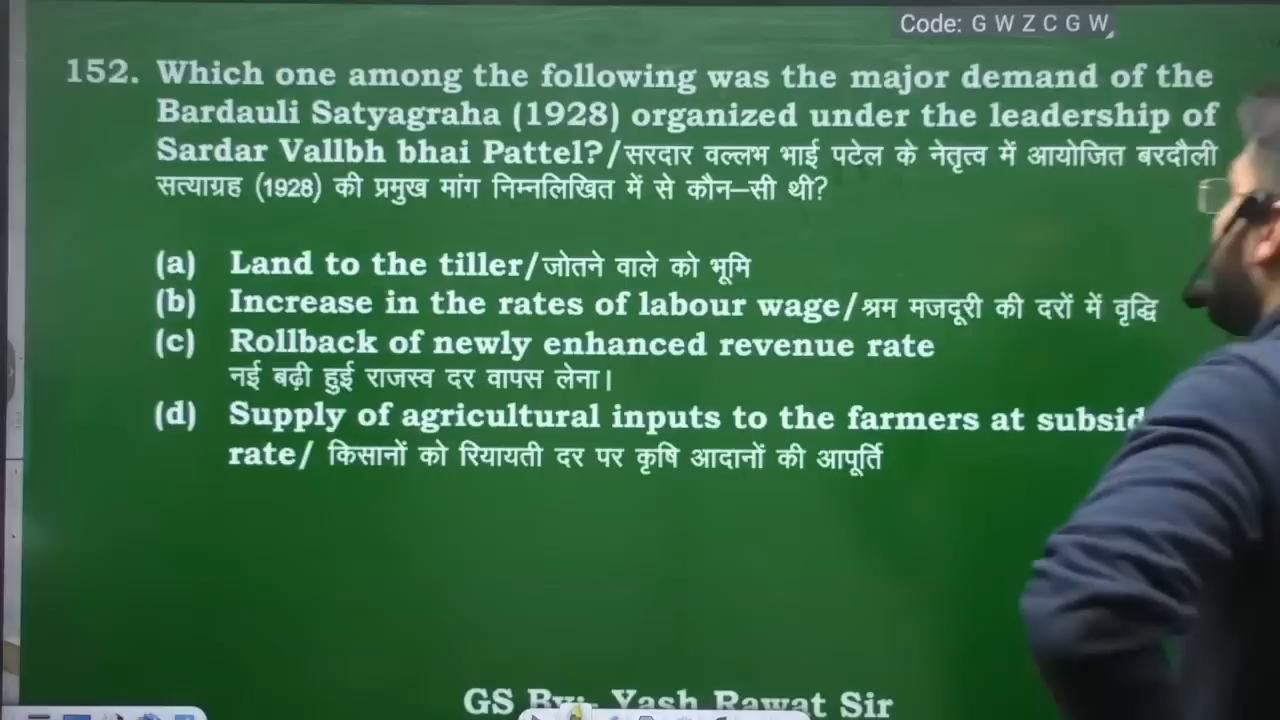 Code: G W Z C G W
152. Which one among the following was the major demand of the
Bardauli Satyagraha (1928) organized under the leadership of
Sardar Vallbh bhai Pattel?/सरदार वल्लभ भाई पटेल के नेतृत्व में आयोजित बरदौली
सत्याग्रह (1928) की प्रमुख मांग निम्नलिखित में से कौन–सी थी?
(a) Land to the tiller/जोतने वाले को भूमि
(b) Increase in the rates of labour wage/श्रम मजदूरी की दरों में वृद्धि
(c) Rollback of newly enhanced revenue rate
नई बढ़ी हुई राजस्व दर वापस लेना।
(d) Supply of agricultural inputs to the farmers at
rate/ किसानों को रियायती दर पर कृषि आदानों की आपूर्ति
GS By:- Yash Rawat Sir